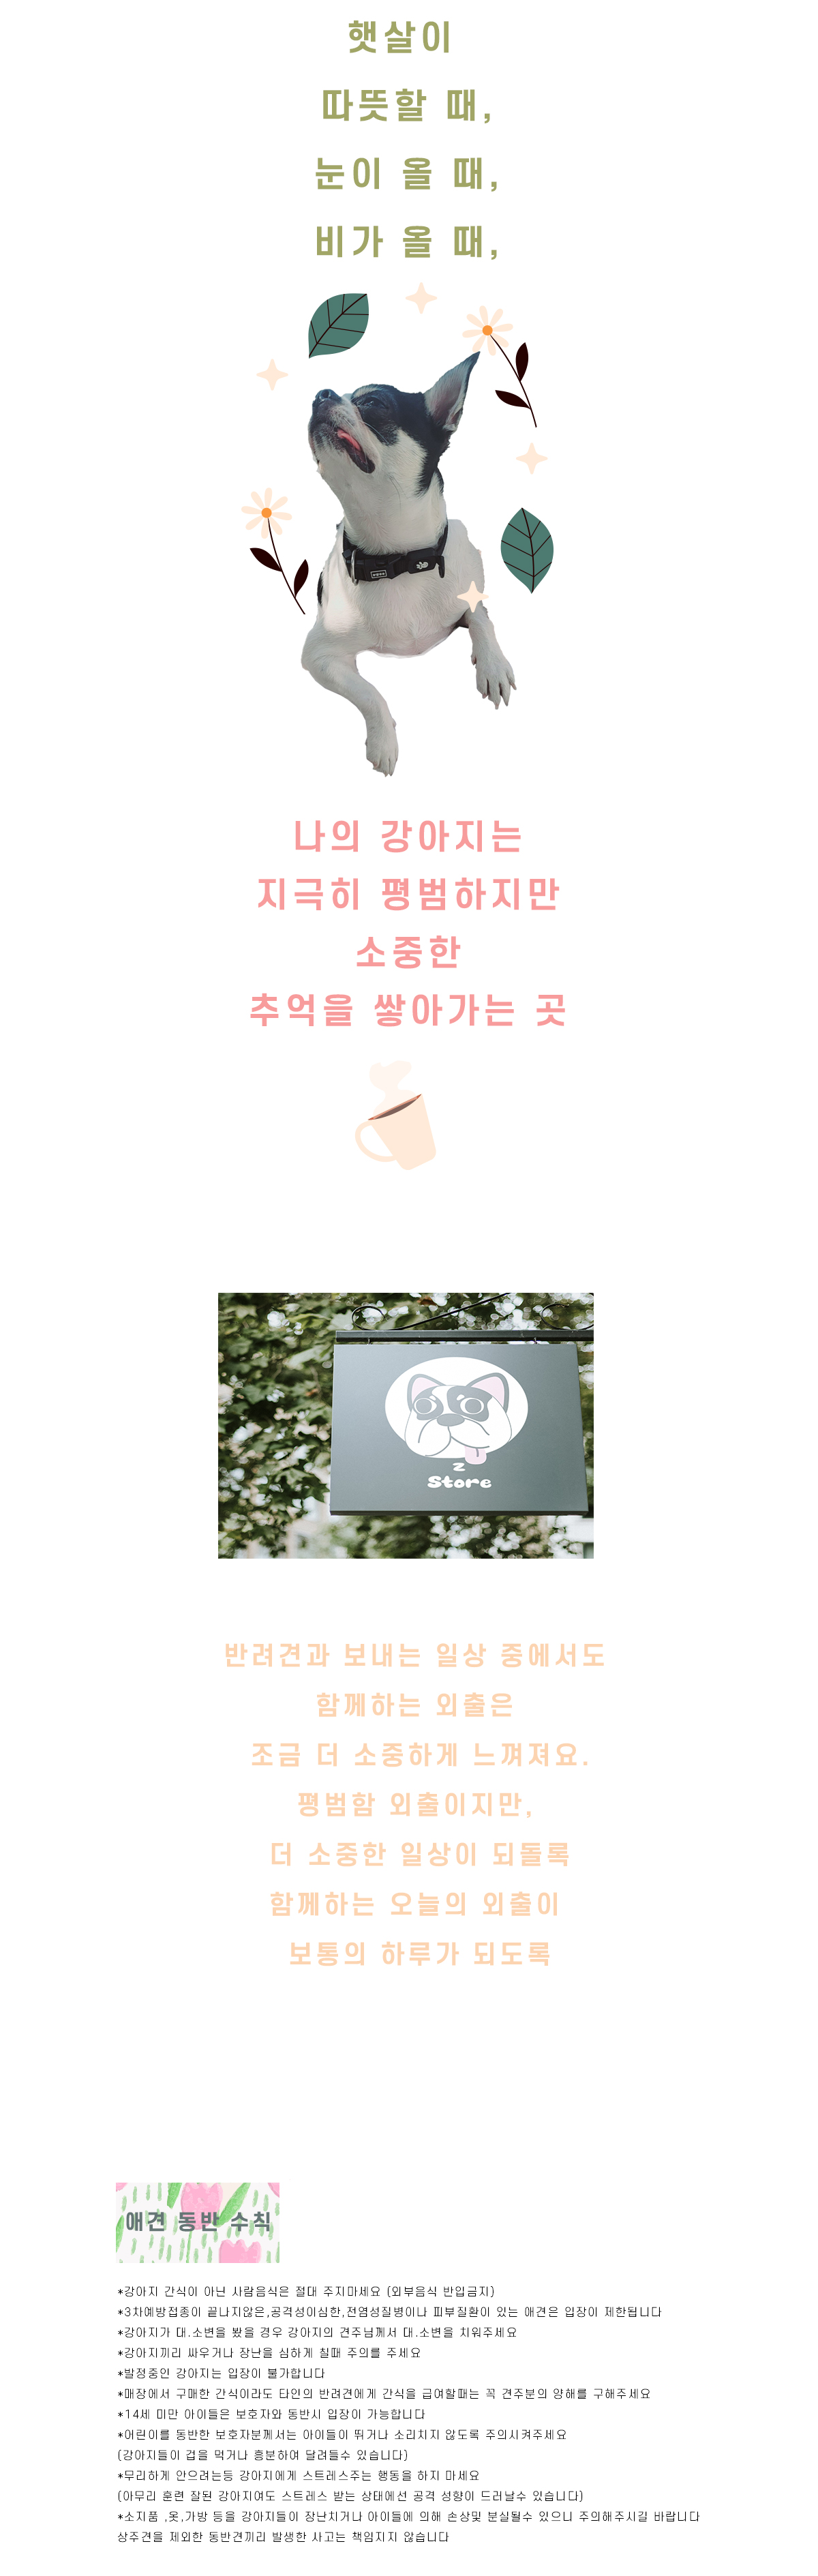 햇살이
따뜻할 때,
눈이 올 때,
비가 올 때,
나의 강아지는
지극히 평범하지만
소중한
추억을 쌓아가는 곳
z
Store
반려견과 보내는 일상 중에서도
함께하는 외출은
조금 더 소중하게 느껴져요.
평범함 외출이지만,
더 소중한 일상이 되돌록
함께하는 오늘의 외출이
보통의 하루가 되도록
애견 동반 수칙
*강아지 간식이 아닌 사람음식은 절대 주지마세요 (외부음식 반입금지)
*3차예방접종이 끝나지않은,공격성이심한,전염성질병이나 피부질환이 있는 애견은 입장이 제한됩니다
*강아지가 대.소변을 봤을 경우 강아지의 견주님께서 대.소변을 치워주세요
*강아지끼리 싸우거나 장난을 심하게 칠때 주의를 주세요
*발정중인 강아지는 입장이 불가합니다
*매장에서 구매한 간식이라도 타인의 반려견에게 간식을 급여할때는 꼭 견주분의 양해를 구해주세요
*14세 미만 아이들은 보호자와 동반시 입장이 가능합니다
*어린이를 동반한 보호자분께서는 아이들이 뛰거나 소리치지 않도록 주의시켜주세요
(강아지들이 겁을 먹거나 흥분하여 달려들수 있습니다)
*무리하게 안으려는등 강아지에게 스트레스주는 행동을 하지 마세요
(아무리 훈련 잘된 강아지여도 스트레스 받는 상태에선 공격 성향이 드러날수 있습니다)
*소지품 ,옷,가방 등을 강아지들이 장난치거나 아이들에 의해 손상및 분실될수 있으니 주의해주시길 바랍니다
상주견을 제외한 동반견끼리 발생한 사고는 책임지지 않습니다